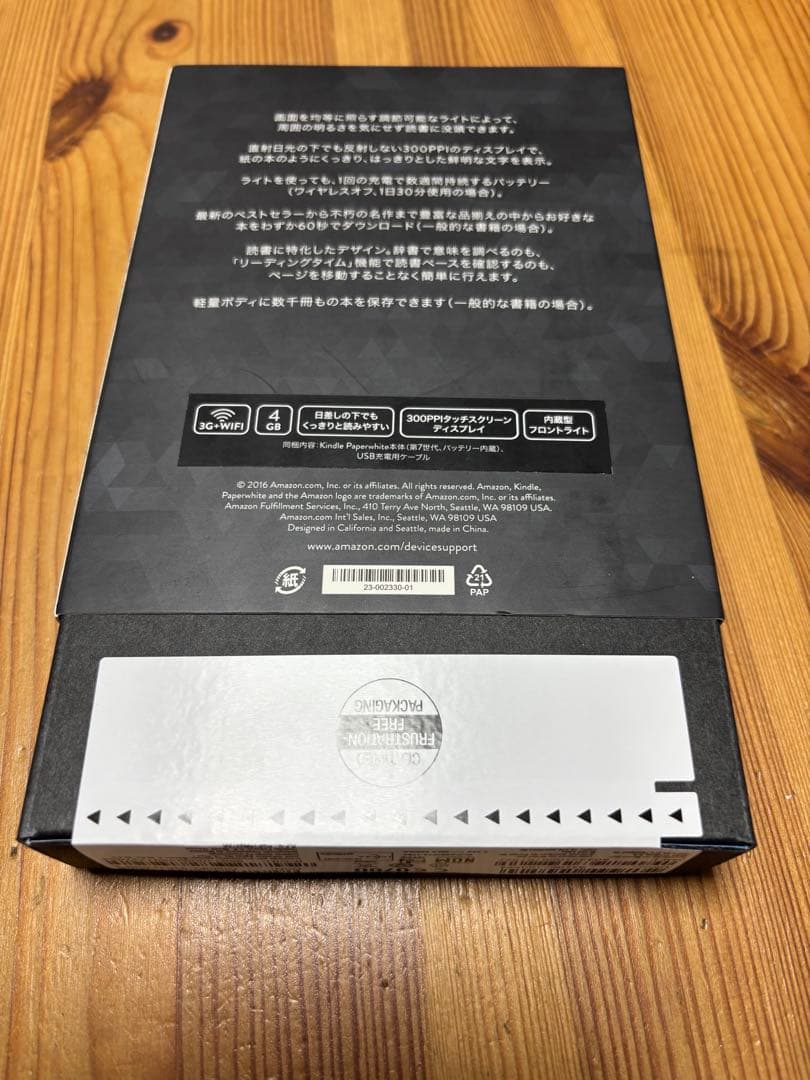 画面を均等に照らす調節可能なライトによって、
周囲の明るさを気にせず読書に没頭できます。
直射日光の下でも反射しない300PPIのディスプレイで、
紙の本のようにくっきり、はっきりとした鮮明な文字を表示。
ライトを使っても、1回の充電で数週間持続するバッテリー
(ワイヤレスオフ、1日30分使用の場合)。
最新のベストセラーから不朽の名作まで豊富な品揃えの中からお好きな
本をわずか60秒でダウンロード(一般的な書籍の場合)。
読書に特化したデザイン。辞書で意味を調べるのも、
「リーディングタイム」機能で読書ペースを確認するのも、
ページを移動することなく簡単に行えます。
軽量ボディに数千冊もの本を保存できます(一般的な書籍の場合)。
3G+WIFI
4
GB
日差しの下でも
くっきりと読みやすい
300PPIタッチスクリーン
ディスプレイ
内蔵型
フロントライト
同梱内容:Kindle Paperwhite本体(第7世代、バッテリー内蔵)、
USB充電用ケーブル
© 2016 Amazon.com, Inc. or its affiliates. All rights reserved. Amazon, Kindle,
Paperwhite and the Amazon logo are trademarks of Amazon.com, Inc. or its affiliates.
Amazon Fulfillment Services, Inc., 410 Terry Ave North, Seattle, WA 98109 USA.
Amazon.com Int'l Sales, Inc., Seattle, WA 98109 USA
Designed in California and Seattle, made in China.
www.amazon.com/devicesupport
紙
23-002330-01
21
PAP
FRUSTRATION-
FREE
PACKAGING